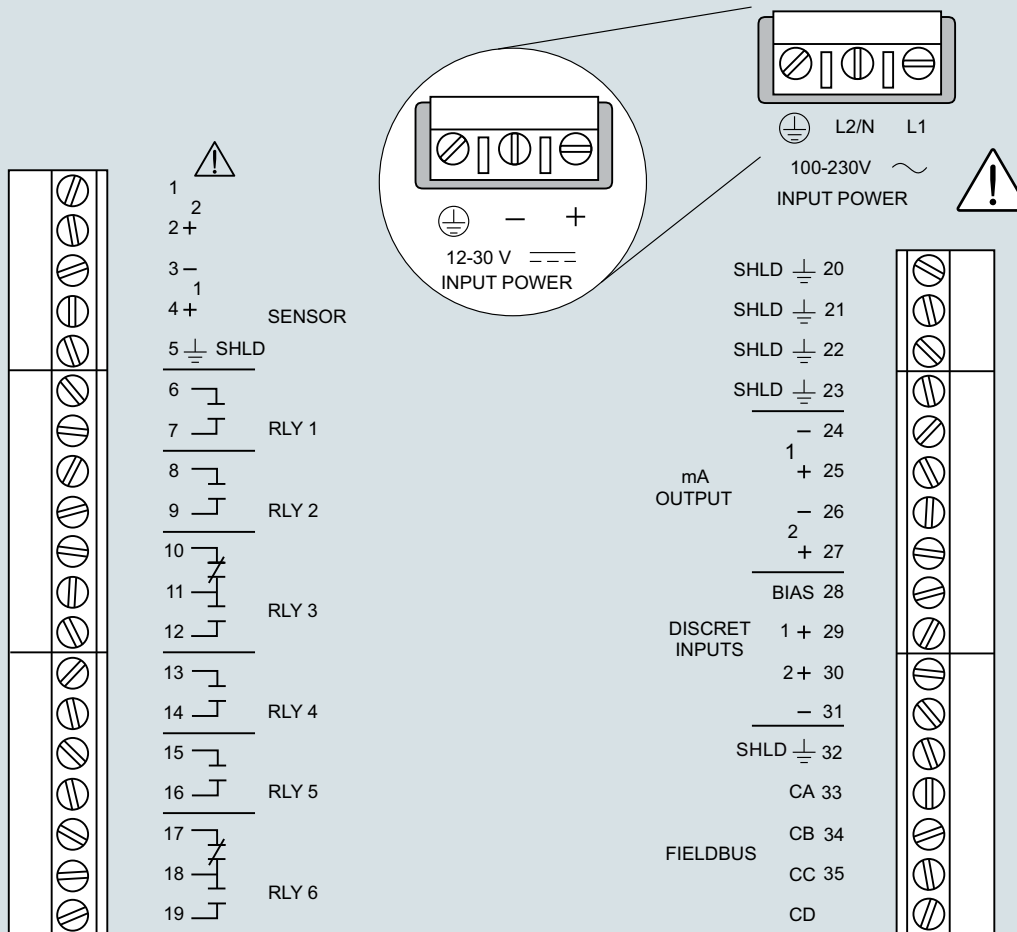 L2/N L1
100-230V
INPUT POWER
− +
12-30 V
INPUT POWER
1
2
2 +
3 −
1
4 +
SENSOR
5 SHLD
6
7 RLY 1
8
9 RLY 2
10
11
RLY 3
12
13
14 RLY 4
15
16 RLY 5
17
18
RLY 6
19
SHLD 20
SHLD 21
SHLD 22
SHLD 23
− 24
1
+ 25
mA
OUTPUT
− 26
2
+ 27
BIAS 28
DISCRET
INPUTS
1 + 29
2 + 30
− 31
SHLD 32
CA 33
CB 34
FIELDBUS
CC 35
CD